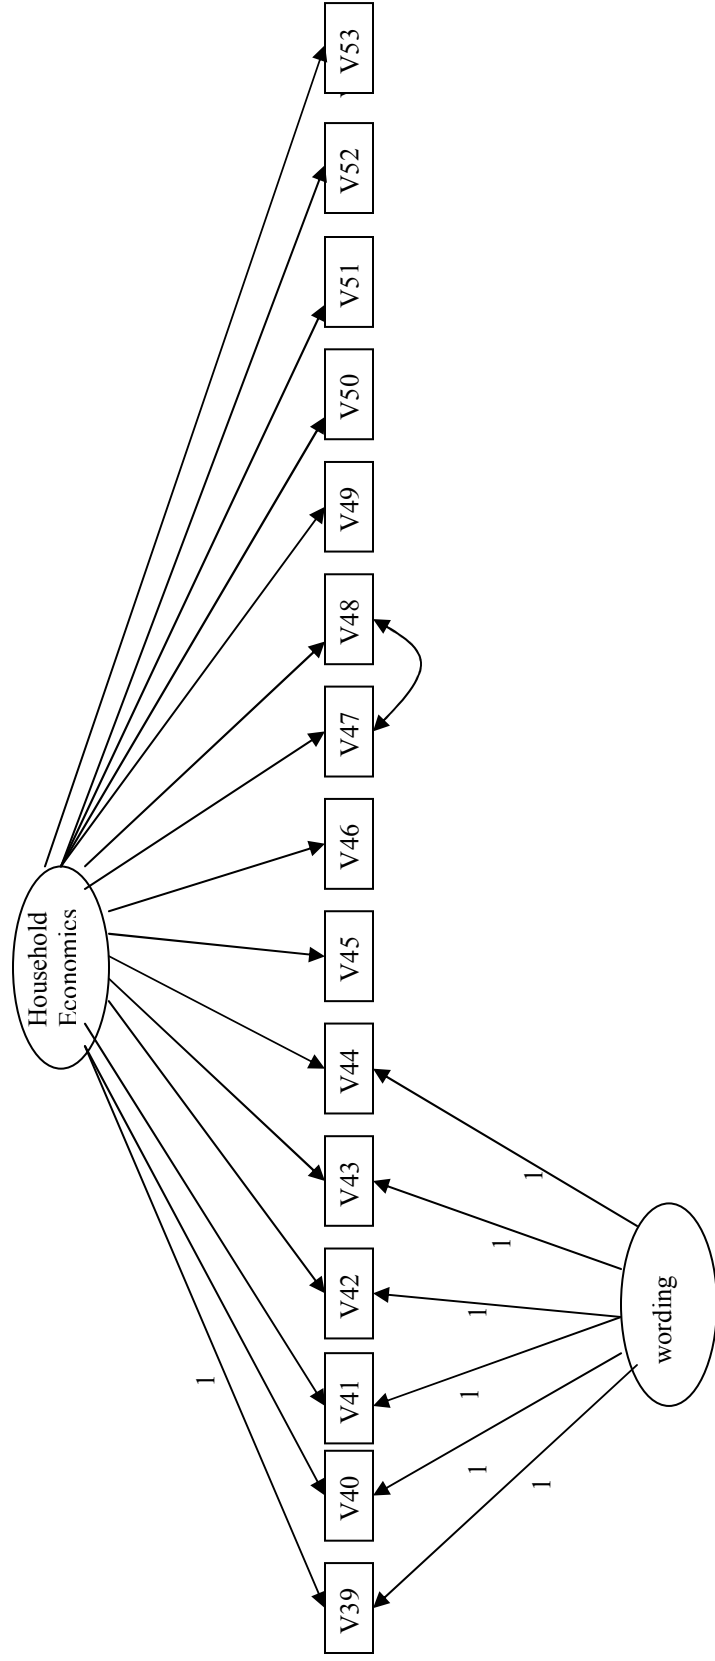 Household
Economics
1
V39
V40
V41
V42
V43
V44
V45
V46
V47
V48
V49
V50
V51
V52
V53
1
1
1
1
1
1
wording